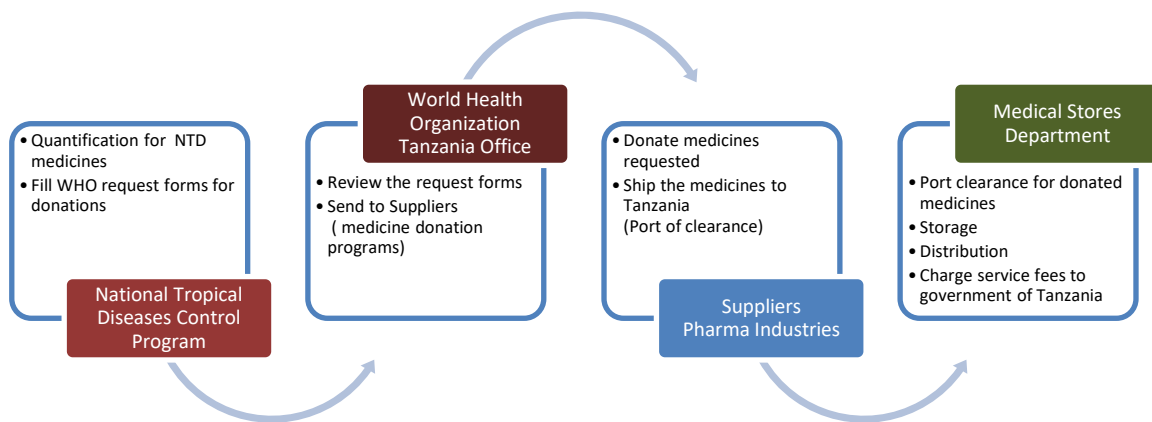 • Quantification for NTD
medicines
• Fill WHO request forms for
donations
National Tropical
Diseases Control
Program
World Health
Organization
Tanzania Office
• Review the request forms
• Send to Suppliers
( medicine donation
programs)
• Donate medicines
requested
• Ship the medicines to
Tanzania
(Port of clearance)
Suppliers
Pharma Industries
Medical Stores
Department
• Port clearance for donated
medicines
• Storage
• Distribution
• Charge service fees to
government of Tanzania